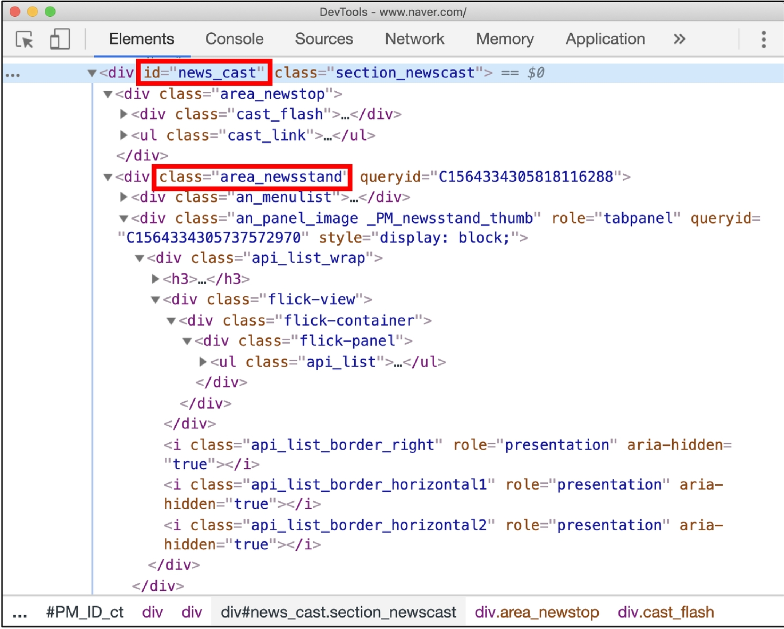 DevTools - www.naver.com/
Elements Console Sources Network Memory Application »
... ▼<div id="news_cast" class="section_newscast"> == $0
▼<div class="area_newstop">
▶<div class="cast_flash">…</div>
▶<ul class="cast_link">…</ul>
</div>
▼<div class="area_newsstand" queryid="C1564334305818116288">
▶<div class="an_menulist">…</div>
▼<div class="an_panel_image _PM_newsstand_thumb" role="tabpanel" queryid=
"C1564334305737572970" style="display: block;">
▼<div class="api_list_wrap">
▶<h3>…</h3>
▼<div class="flick-view">
▼<div class="flick-container">
▼<div class="flick-panel">
▶<ul class="api_list">…</ul>
</div>
</div>
</div>
<i class="api_list_border_right" role="presentation" aria-hidden=
"true"></i>
<i class="api_list_border_horizontal1" role="presentation" aria-
hidden="true"></i>
<i class="api_list_border_horizontal2" role="presentation" aria-
hidden="true"></i>
</div>
</div>
... #PM_ID_ct div div div#news_cast.section_newscast div.area_newstop div.cast_flash